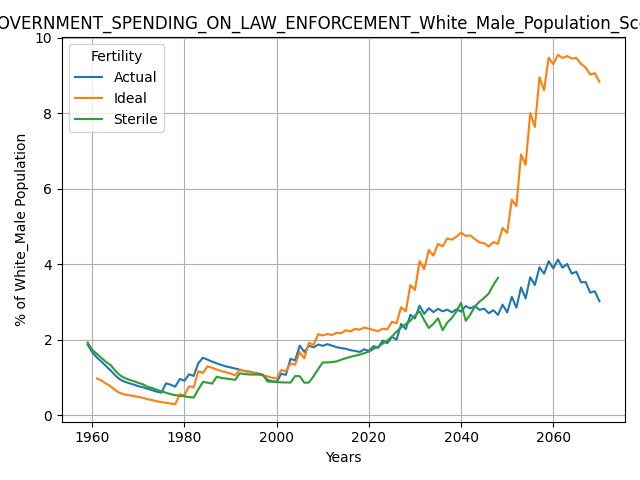 OVERNMENT_SPENDING_ON_LAW_ENFORCEMENT_White_Male_Population_Sc
Fertility
Actual
Ideal
Sterile
% of White_Male Population
10
8
6
4
2
0
1960 1980 2000 2020 2040 2060
Years